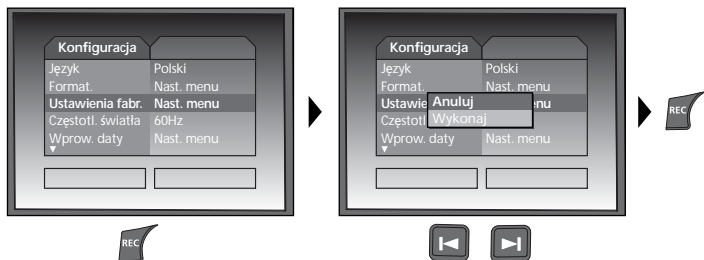 Konfiguracja
Język Polski
Format. Nast. menu
Ustawienia fabr. Nast. menu
Częstotl. światła 60Hz
Wprow. daty Nast. menu
REC
Konfiguracja
Język Polski
Format. Nast. menu
Ustawie enu
Anuluj
Częstotl
Wykonaj
Wprow. daty Nast. menu
REC